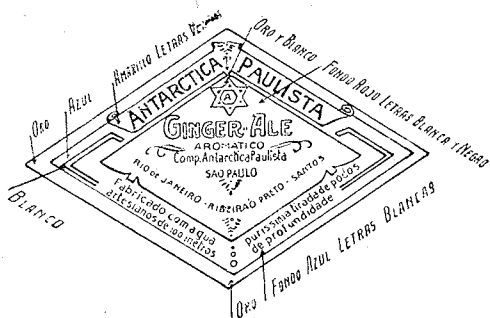 ORO Y BLANCO
AMARILLO LETRAS
FONDO ROJO LETRAS BLANCA Y NEGRO
AZUL
ORO
BLANCO
ANTARCTICA PAULISTA
A
GINGER-ALE
AROMATICO
Comp. Antarctica Paulista
SAO PAULO
RIO DE JANEIRO - RIBEIRÃO PRETO - SANTOS
Fabricado com agua
artesianos de 100 metros
purissima tirada de poços
de profundidade
ORO
FONDO AZUL LETRAS BLANCAS